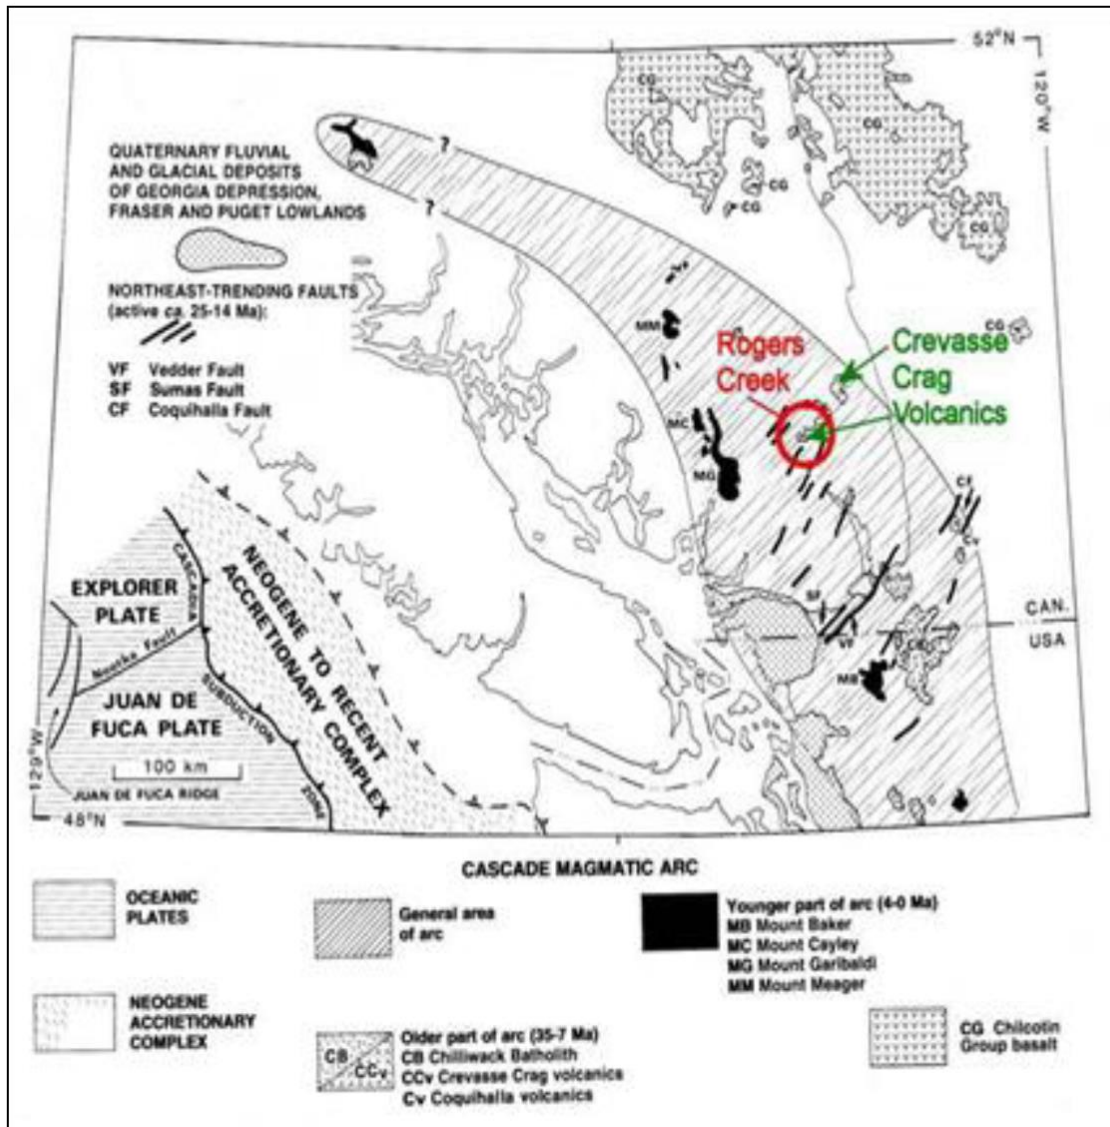 52°N
120°W
CG
CG
CG
CG
CG
CG
?
?
QUATERNARY FLUVIAL
AND GLACIAL DEPOSITS
OF GEORGIA DEPRESSION,
FRASER AND PUGET LOWLANDS
NORTHEAST-TRENDING FAULTS
(active ca. 25-14 Ma):
VF Vedder Fault
SF Sumas Fault
CF Coquihalla Fault
MM
Rogers
Creek
Crevasse
Crag
Volcanics
MC
MG
CF
SF
VF
CAN.
USA
MB
CB
EXPLORER
PLATE
CASCADIA
SUBDUCTION
ZONE
Nootka Fault
JUAN DE
FUCA PLATE
100 km
JUAN DE FUCA RIDGE
NEOGENE TO RECENT
ACCRETIONARY COMPLEX
129°W
48°N
CASCADE MAGMATIC ARC
OCEANIC
PLATES
General area
of arc
Younger part of arc (4-0 Ma)
MB Mount Baker
MC Mount Cayley
MG Mount Garibaldi
MM Mount Meager
NEOGENE
ACCRETIONARY
COMPLEX
CB
CCv
Older part of arc (35-7 Ma)
CB Chilliwack Batholith
CCv Crevasse Crag volcanics
Cv Coquihalla volcanics
CG Chilcotin
Group basalt